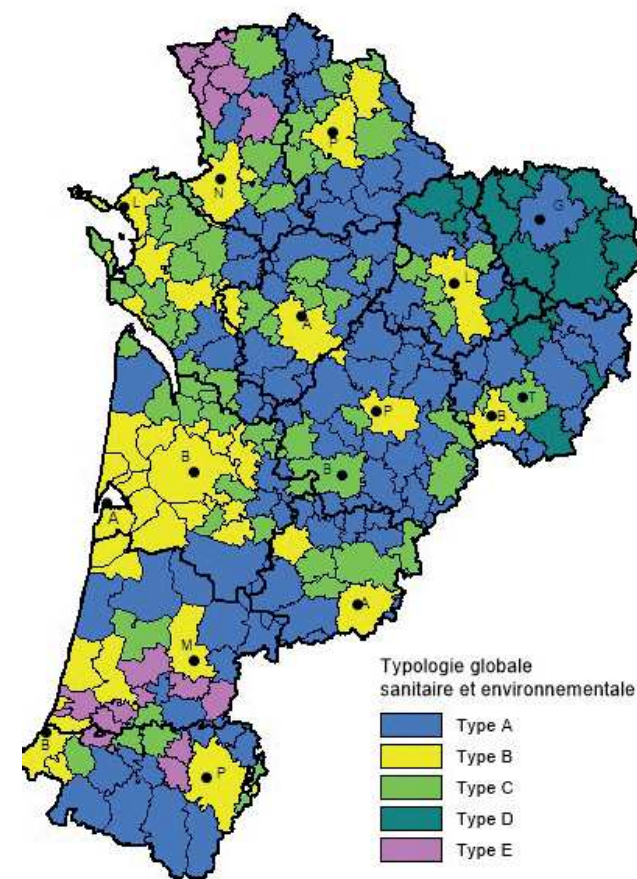 P
L
N
G
L
A
T
B
P
B
B
A
A
M
B
P
Typologie globale
sanitaire et environnementale
Type A
Type B
Type C
Type D
Type E